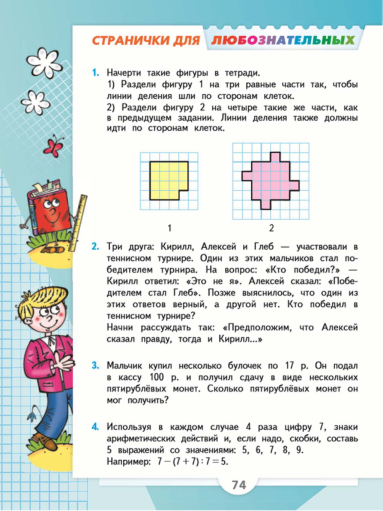 СТРАНИЧКИ ДЛЯ ЛЮБОЗНАТЕЛЬНЫХ
1. Начерти такие фигуры в тетради.
1) Раздели фигуру 1 на три равные части так, чтобы
линии деления шли по сторонам клеток.
2) Раздели фигуру 2 на четыре такие же части, как
в предыдущем задании. Линии деления также должны
идти по сторонам клеток.
1 2
2. Три друга: Кирилл, Алексей и Глеб — участвовали в
теннисном турнире. Один из этих мальчиков стал по-
бедителем турнира. На вопрос: «Кто победил?» —
Кирилл ответил: «Это не я». Алексей сказал: «Побе-
дителем стал Глеб». Позже выяснилось, что один из
этих ответов верный, а другой нет. Кто победил в
теннисном турнире?
Начни рассуждать так: «Предположим, что Алексей
сказал правду, тогда и Кирилл...»
3. Мальчик купил несколько булочек по 17 р. Он подал
в кассу 100 р. и получил сдачу в виде нескольких
пятирублёвых монет. Сколько пятирублёвых монет он
мог получить?
4. Используя в каждом случае 4 раза цифру 7, знаки
арифметических действий и, если надо, скобки, составь
5 выражений со значениями: 5, 6, 7, 8, 9.
Например: 7 – (7 + 7) : 7 = 5.
74